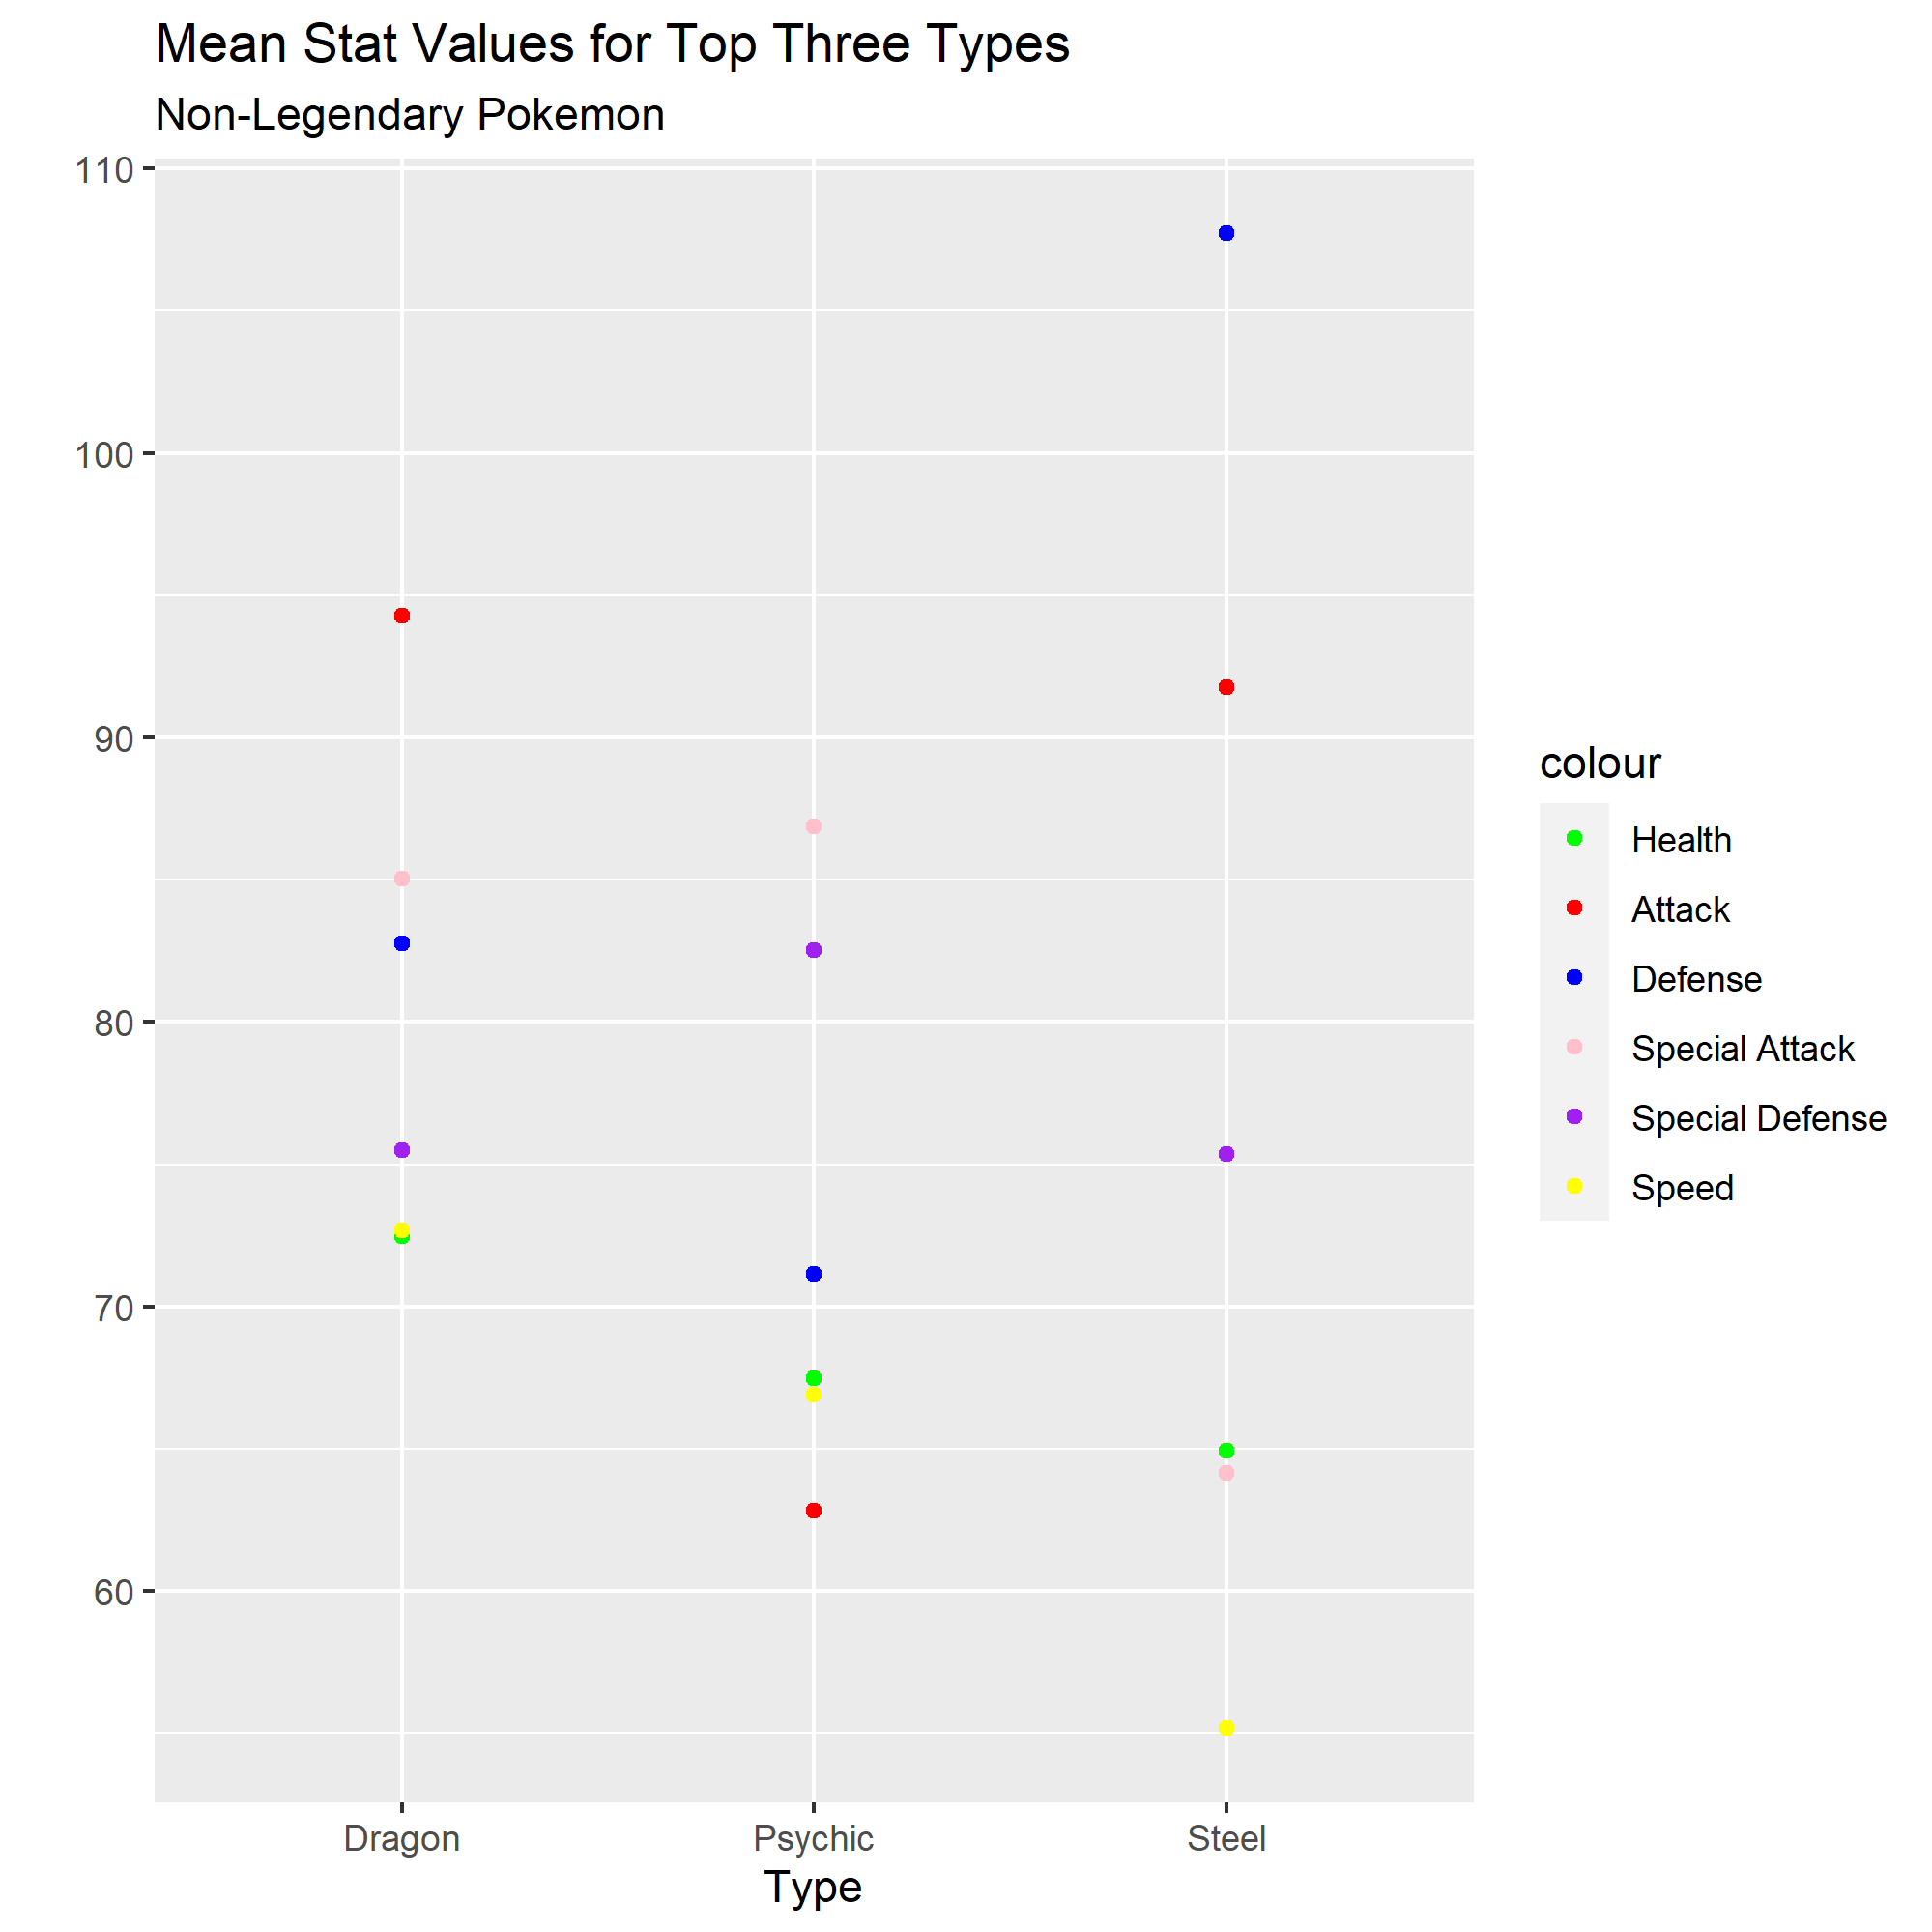 Mean Stat Values for Top Three Types
Non-Legendary Pokemon
110
100
90
80
70
60
Dragon
Psychic
Steel
Type
colour
Health
Attack
Defense
Special Attack
Special Defense
Speed